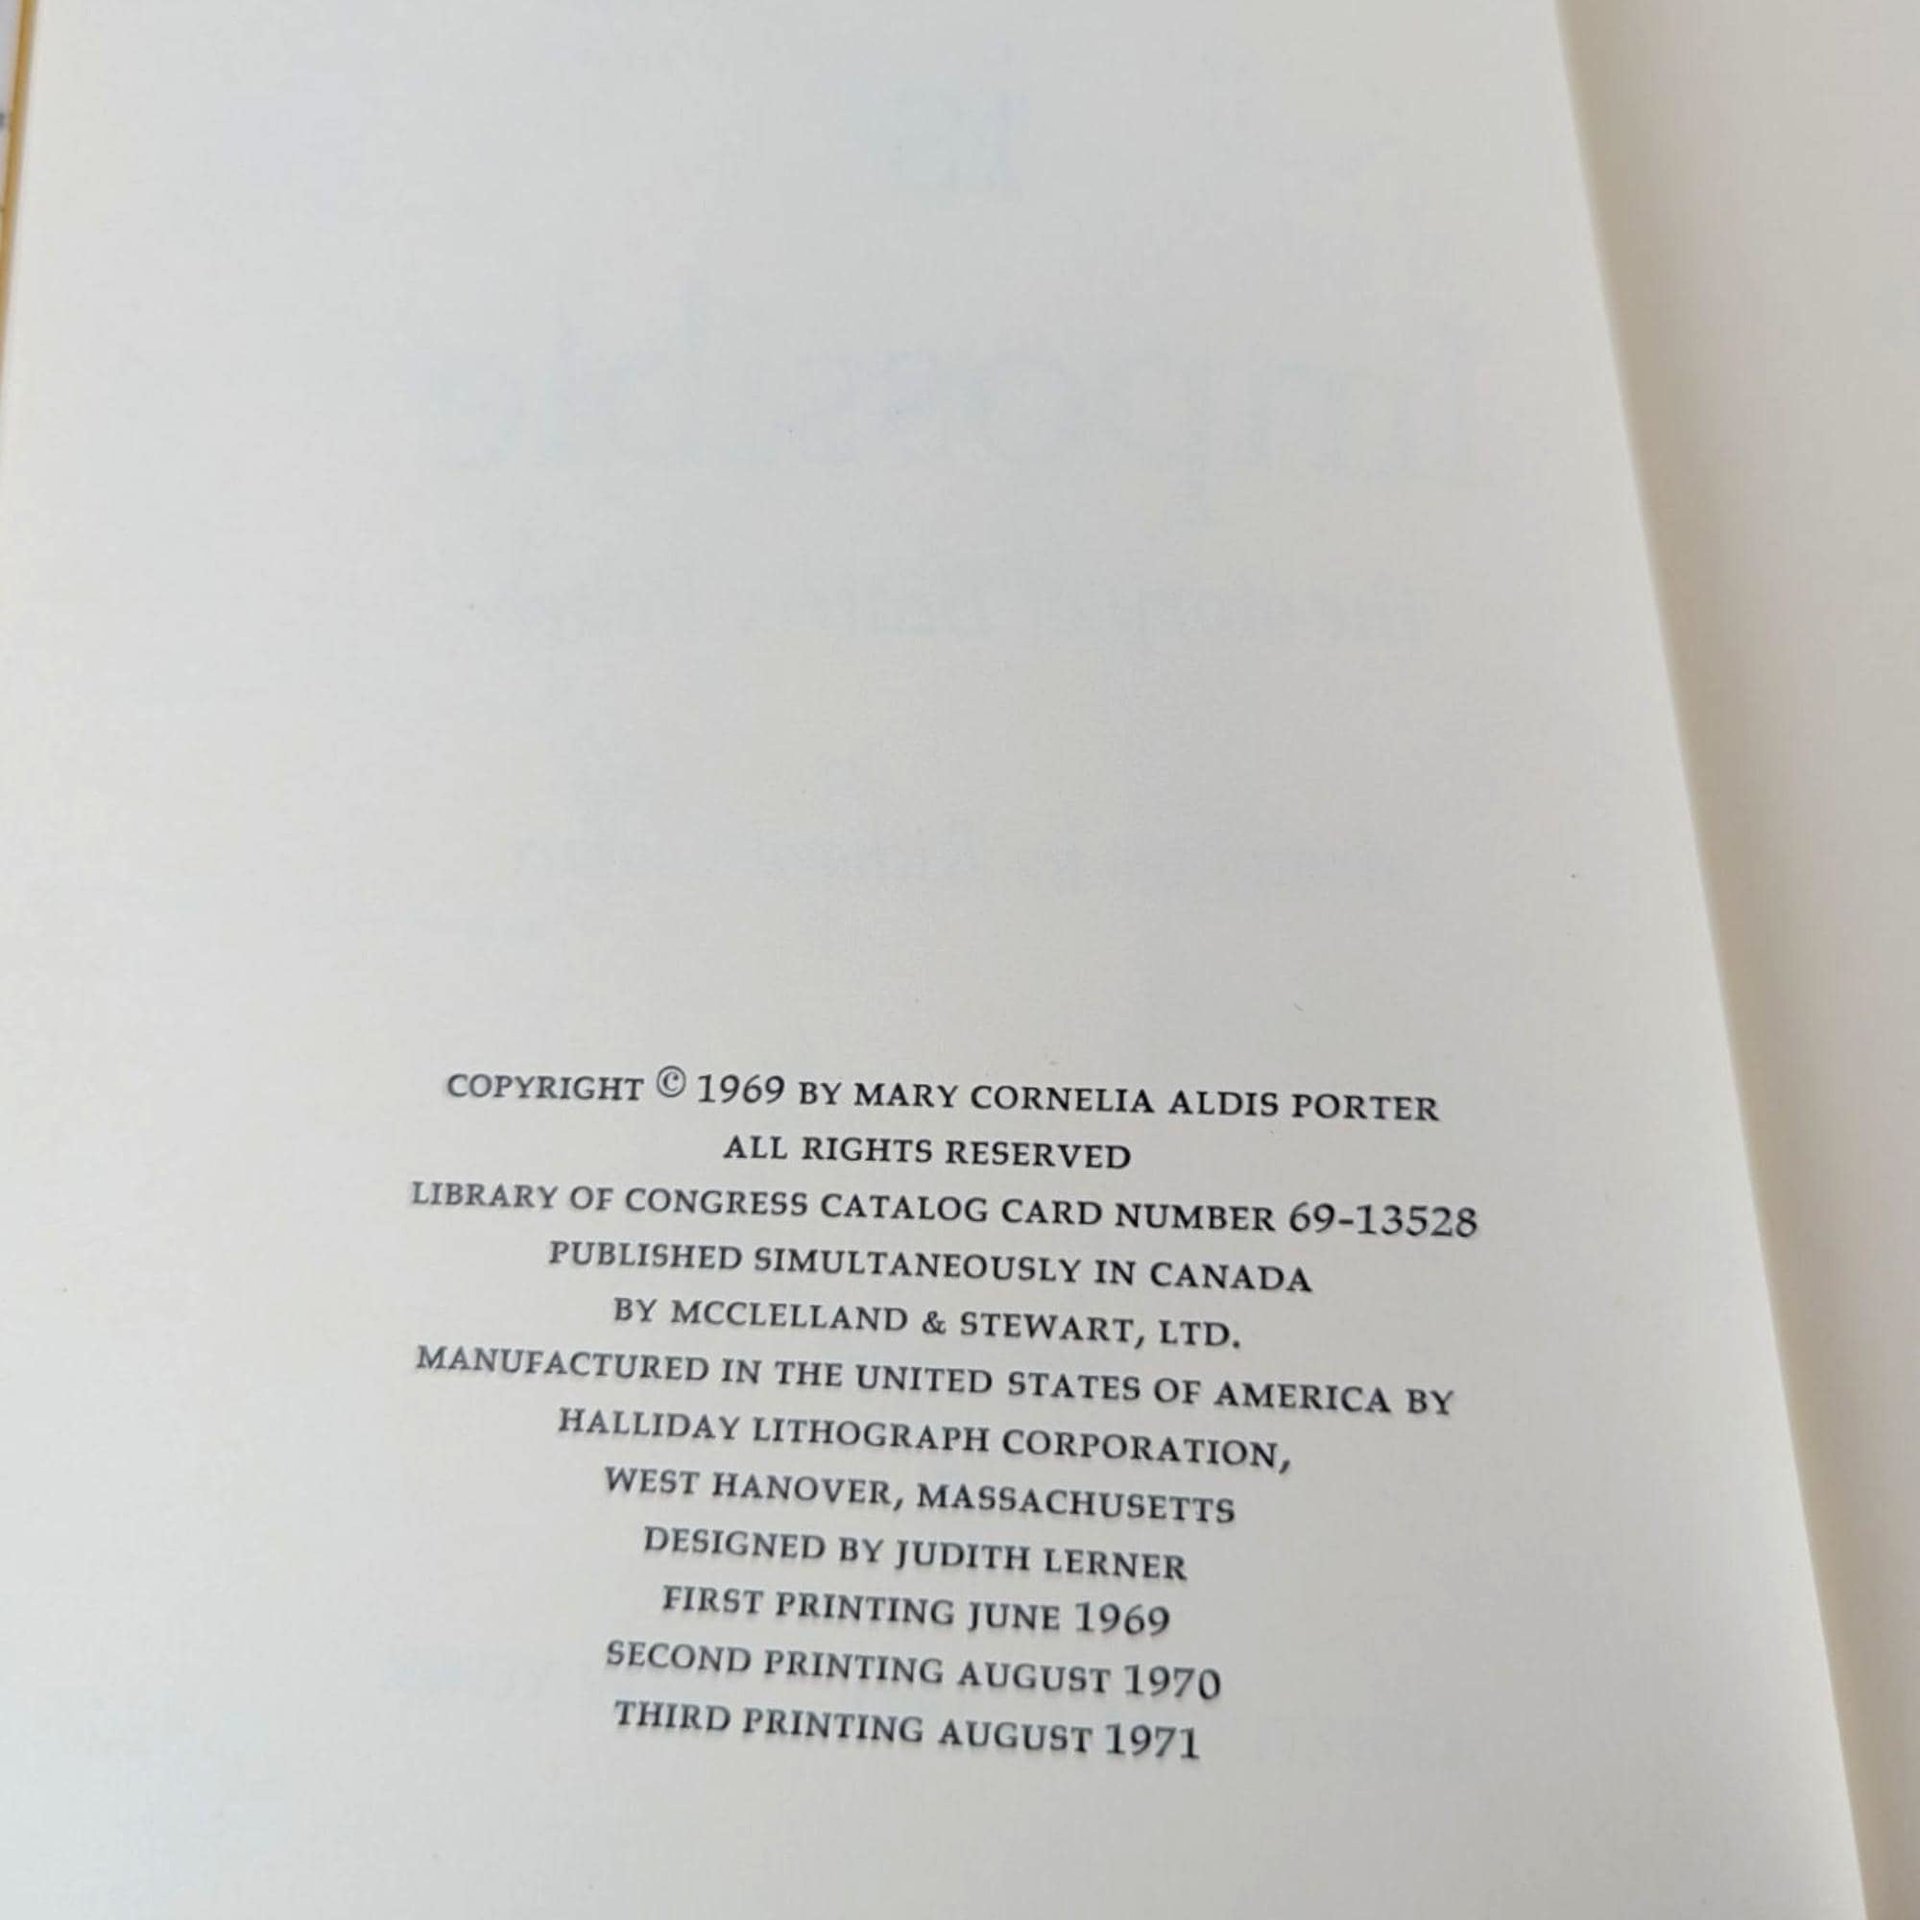 COPYRIGHT © 1969 BY MARY CORNELIA ALDIS PORTER
ALL RIGHTS RESERVED
LIBRARY OF CONGRESS CATALOG CARD NUMBER 69-13528
PUBLISHED SIMULTANEOUSLY IN CANADA
BY MCCLELLAND & STEWART, LTD.
MANUFACTURED IN THE UNITED STATES OF AMERICA BY
HALLIDAY LITHOGRAPH CORPORATION,
WEST HANOVER, MASSACHUSETTS
DESIGNED BY JUDITH LERNER
FIRST PRINTING JUNE 1969
SECOND PRINTING AUGUST 1970
THIRD PRINTING AUGUST 1971